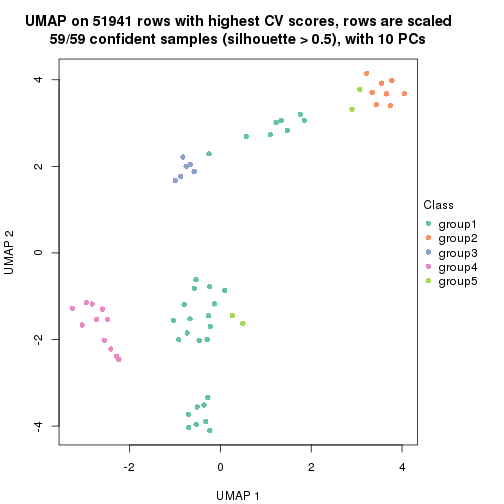 UMAP on 51941 rows with highest CV scores, rows are scaled
59/59 confident samples (silhouette > 0.5), with 10 PCs
4
2
0
-2
-4
UMAP 2
-2
0
2
4
UMAP 1
Class
group1
group2
group3
group4
group5